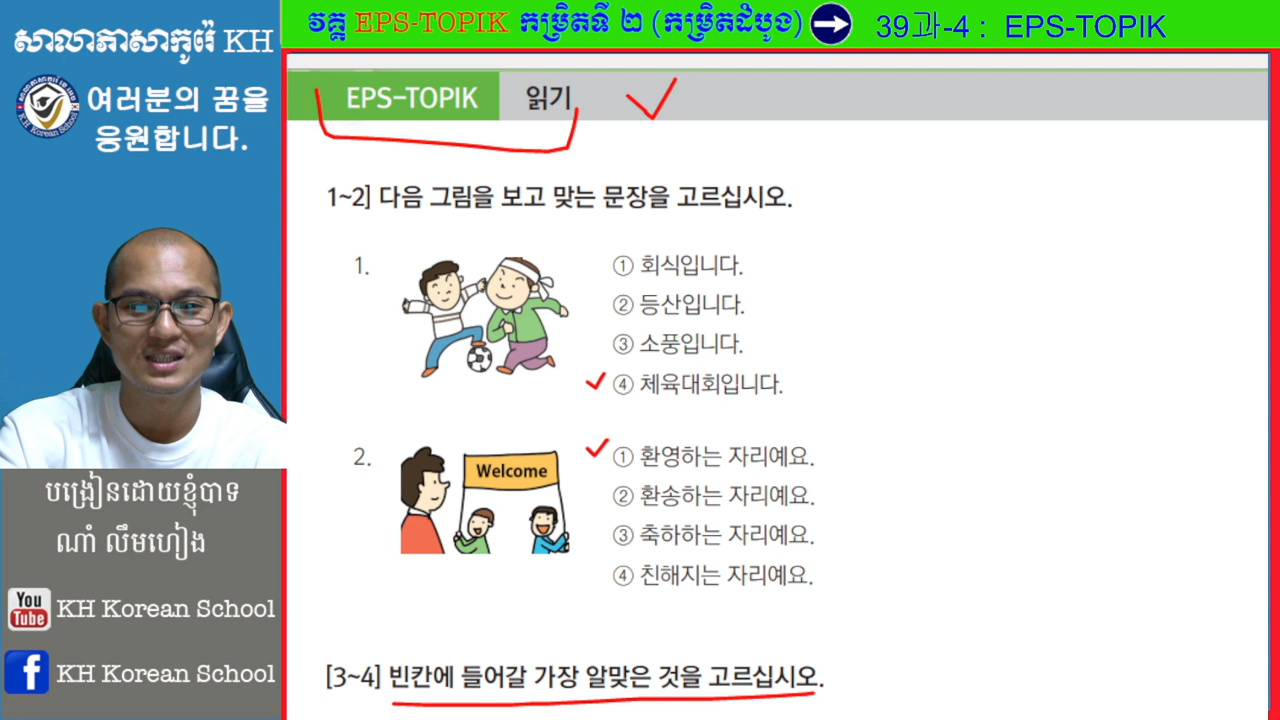 សាលាភាសាកូរ៉េ KH
여러분의 꿈을
응원합니다.
វគ្គ EPS-TOPIK កម្រិតទី ២ (កម្រិតដំបូង) 39과-4 : EPS-TOPIK
EPS-TOPIK 읽기
1~2] 다음 그림을 보고 맞는 문장을 고르십시오.
1.
① 회식입니다.
② 등산입니다.
③ 소풍입니다.
④ 체육대회입니다.
2.
Welcome
① 환영하는 자리예요.
② 환송하는 자리예요.
③ 축하하는 자리예요.
④ 친해지는 자리예요.
[3~4] 빈칸에 들어갈 가장 알맞은 것을 고르십시오.
បង្រៀនដោយខ្ញុំបាទ
ណាំ លឹមហៀង
You Tube KH Korean School
f KH Korean School